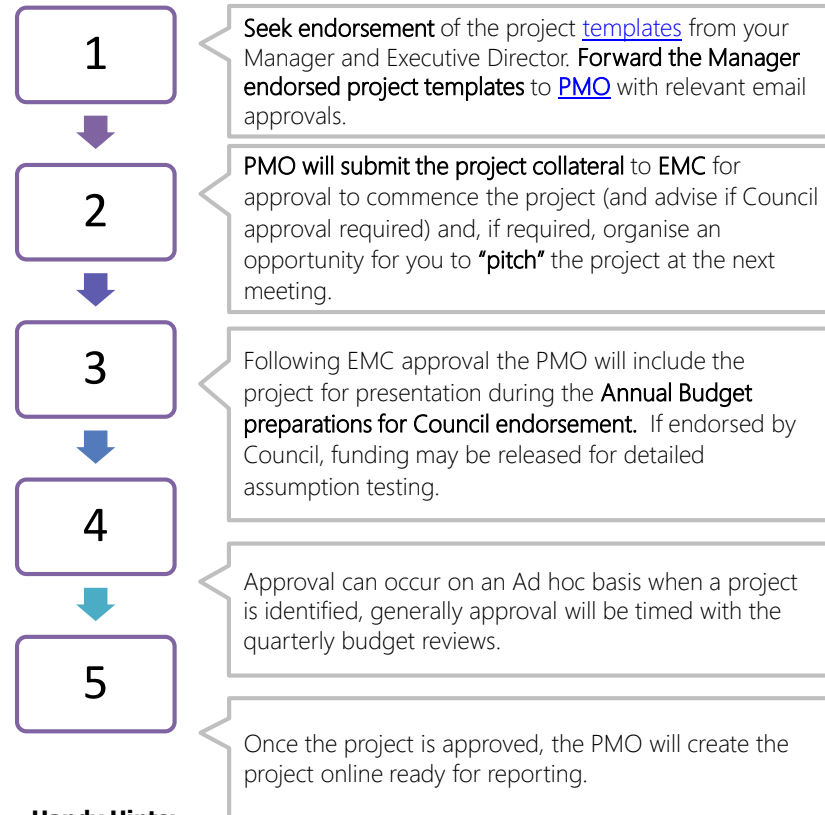 1
Seek endorsement of the project templates from your
Manager and Executive Director. Forward the Manager
endorsed project templates to PMO with relevant email
approvals.
2
PMO will submit the project collateral to EMC for
approval to commence the project (and advise if Council
approval required) and, if required, organise an
opportunity for you to “pitch” the project at the next
meeting.
3
Following EMC approval the PMO will include the
project for presentation during the Annual Budget
preparations for Council endorsement. If endorsed by
Council, funding may be released for detailed
assumption testing.
4
Approval can occur on an Ad hoc basis when a project
is identified, generally approval will be timed with the
quarterly budget reviews.
5
Once the project is approved, the PMO will create the
project online ready for reporting.
Handy Hints: